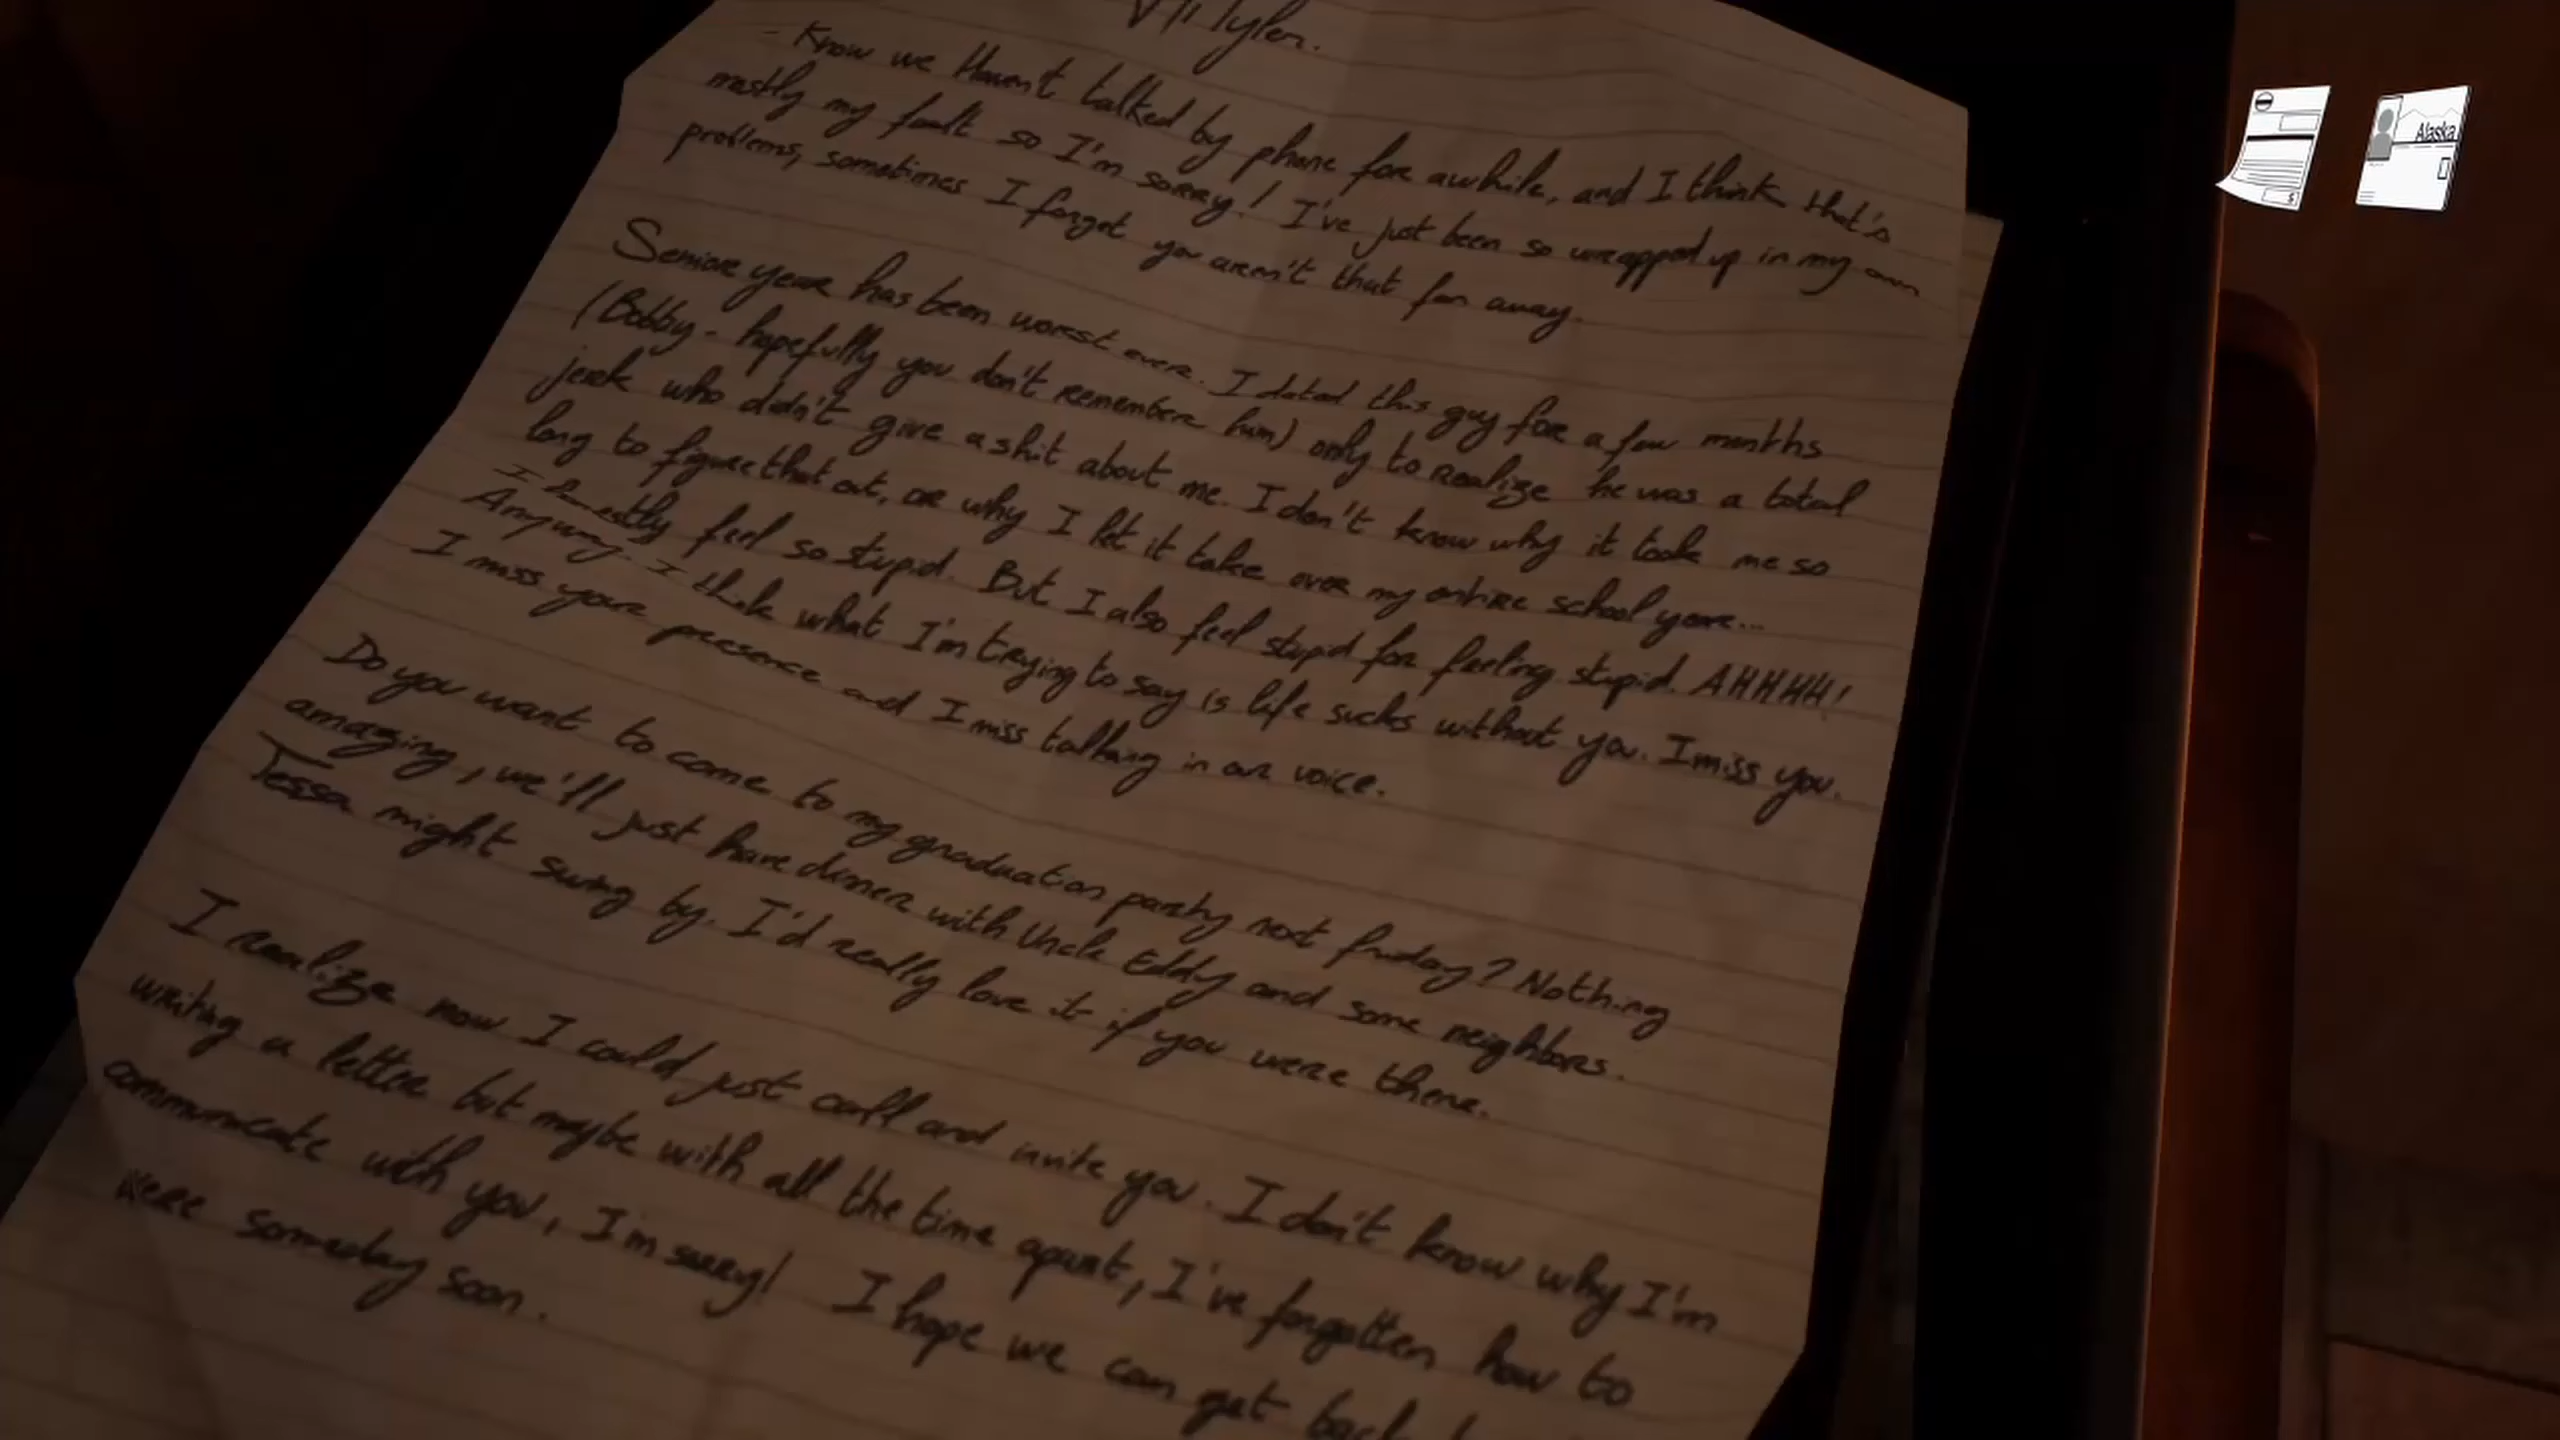 Tyler.
- Know we Haven't talked by phone for awhile, and I think that's
mostly my fault so I'm sorry! I've just been so wrapped up in my own
problems, sometimes I forget you aren't that far away.
Senior year has been worst ever. I dated this guy for a few months
(Bobby - hopefully you don't remember him) only to realize he was a total
jerk who didn't give a shit about me. I don't know why it took me so
long to figure that out, or why I let it take over my entire school year...
I honestly feel so stupid. But I also feel stupid for feeling stupid. AHHHH!
Anyway- I think what I'm trying to say is life sucks without you. I miss you.
I miss your presence and I miss talking in our voice.
Do you want to come to my graduation party next friday? Nothing
amazing, we'll just have dinner with Uncle Eddy and some neighbors.
Tessa might swing by. I'd really love it if you were there.
I realize now I could just call and invite you. I don't know why I'm
writing a letter but maybe with all the time apart, I've forgotten how to
communicate with you, I'm sorry! I hope we can get back
were someday soon.
Alaska
$